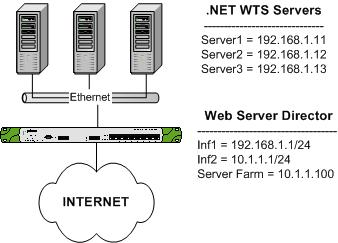 .NET WTS Servers
Server1 = 192.168.1.11
Server2 = 192.168.1.12
Server3 = 192.168.1.13
Ethernet
Web Server Director
Inf1 = 192.168.1.1/24
Inf2 = 10.1.1.1/24
Server Farm = 10.1.1.100
INTERNET